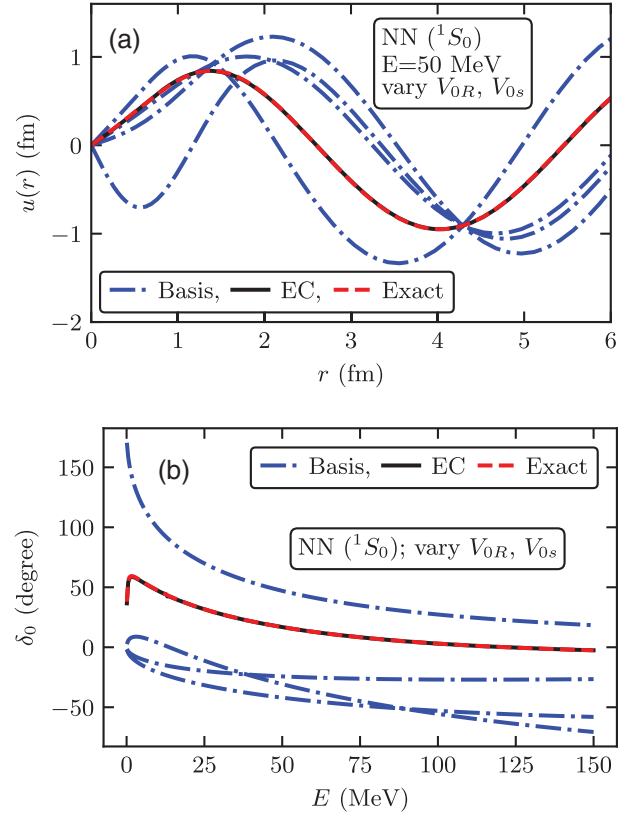 (a)
NN (¹S₀)
E=50 MeV
vary V₀R, V₀s
u(r) (fm)
1
0
−1
−2
Basis, EC, Exact
0 1 2 3 4 5 6
r (fm)
(b)
Basis, EC Exact
NN (¹S₀); vary V₀R, V₀s
δ₀ (degree)
150
100
50
0
−50
0 25 50 75 100 125 150
E (MeV)